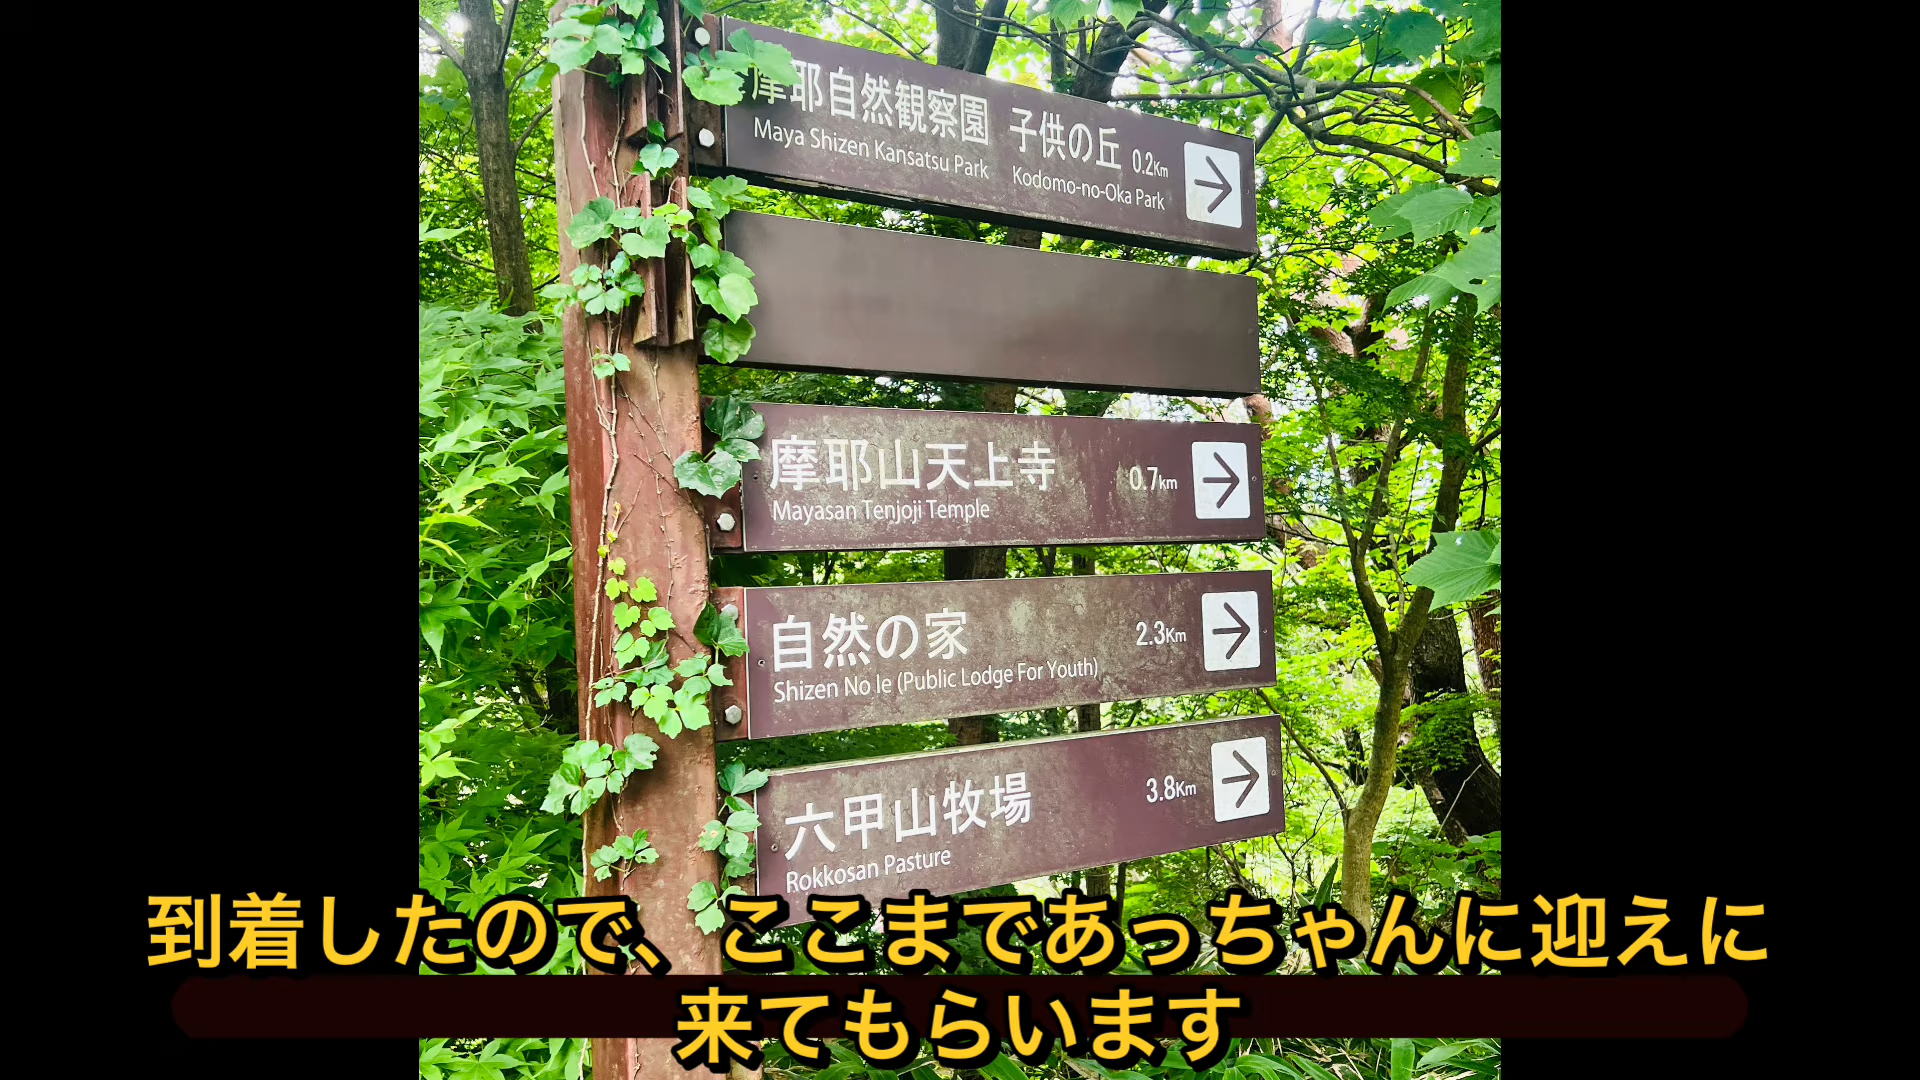 摩耶自然観察園 子供の丘 0.2Km
Maya Shizen Kansatsu Park Kodomo-no-Oka Park
摩耶山天上寺 0.7km
Mayasan Tenjoji Temple
自然の家 2.3Km
Shizen No Ie (Public Lodge For Youth)
六甲山牧場 3.8Km
Rokkosan Pasture
到着したので、ここまであっちゃんに迎えに
来てもらいます